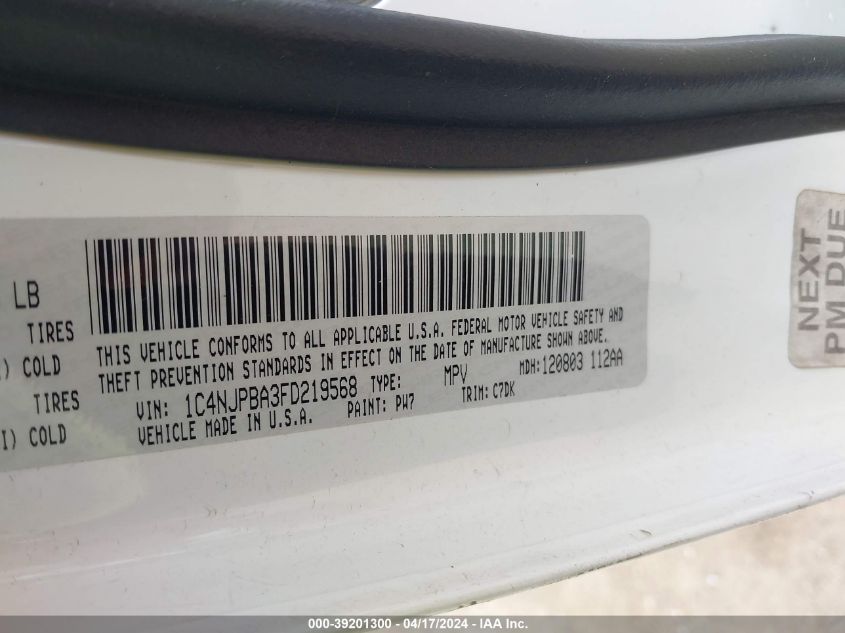 LB
TIRES
) COLD
TIRES
I) COLD
THIS VEHICLE CONFORMS TO ALL APPLICABLE U.S.A. FEDERAL MOTOR VEHICLE SAFETY AND
THEFT PREVENTION STANDARDS IN EFFECT ON THE DATE OF MANUFACTURE SHOWN ABOVE.
VIN: 1C4NJPBA3FD219568 TYPE: MPV MDH:120803 112AA
VEHICLE MADE IN U.S.A. PAINT: PW7 TRIM: C7DK
NEXT
PM DUE
000-39201300 - 04/17/2024 - IAA Inc.